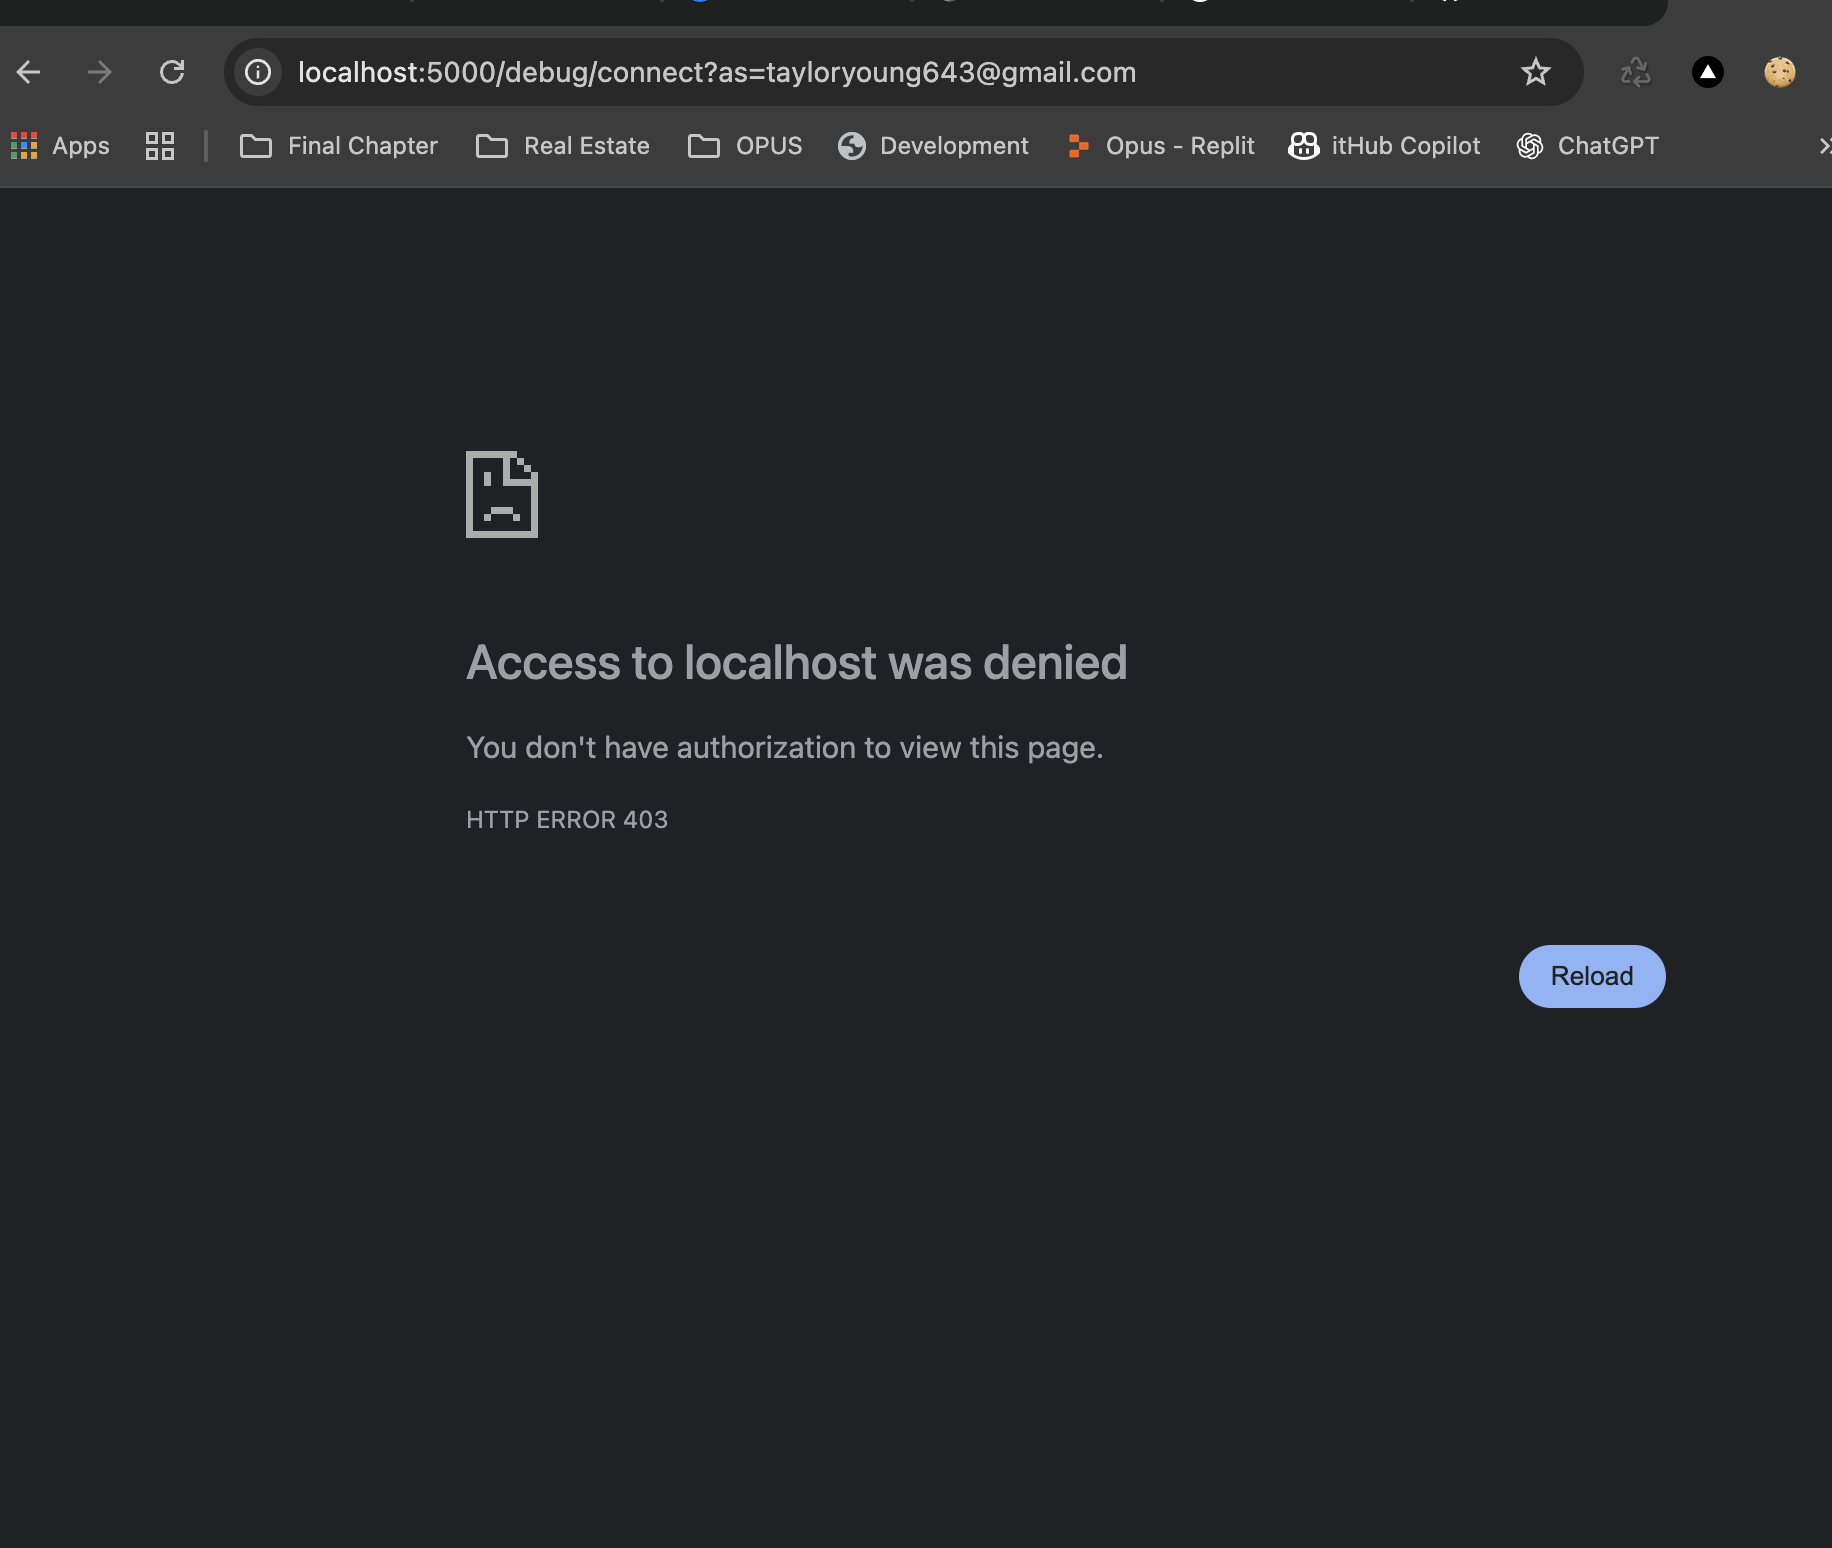 localhost:5000/debug/connect?as=tayloryoung643@gmail.com
Apps Final Chapter Real Estate OPUS Development Opus - Replit itHub Copilot ChatGPT
Access to localhost was denied
You don't have authorization to view this page.
HTTP ERROR 403
Reload